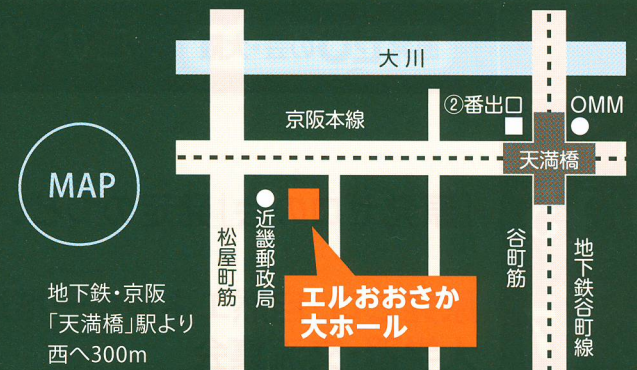 大川
②番出口
OMM
京阪本線
天満橋
MAP
松屋町筋
近畿郵政局
谷町筋
地下鉄谷町線
エルおおさか
大ホール
地下鉄・京阪
「天満橋」駅より
西へ300m